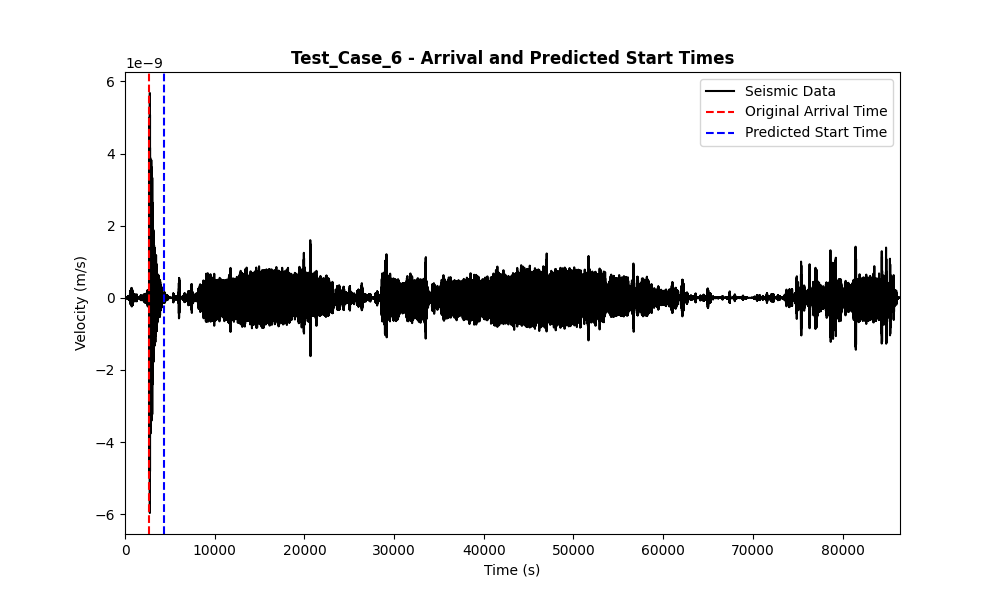 Test_Case_6 - Arrival and Predicted Start Times
1e−9
Seismic Data
Original Arrival Time
Predicted Start Time
6
4
2
0
−2
−4
−6
Velocity (m/s)
0 10000 20000 30000 40000 50000 60000 70000 80000
Time (s)